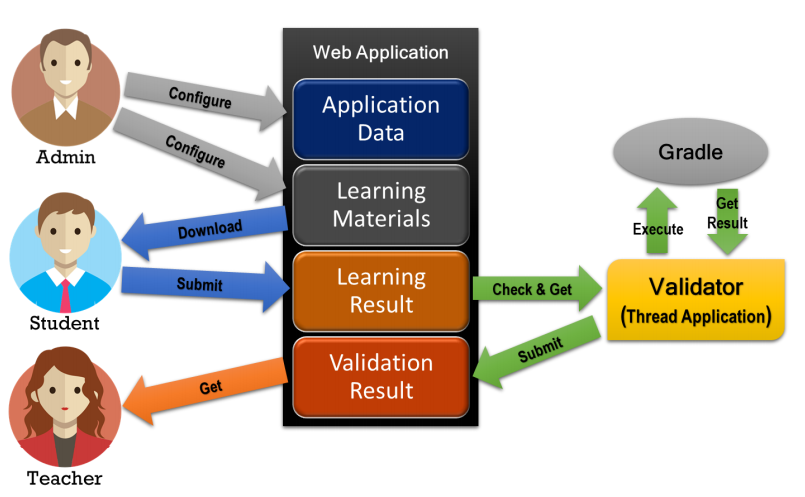 Web Application
Configure
Application
Data
Admin
Configure
Gradle
Learning
Materials
Download
Execute
Get
Result
Submit
Learning
Result
Check & Get
Validator
(Thread Application)
Student
Submit
Validation
Result
Get
Teacher